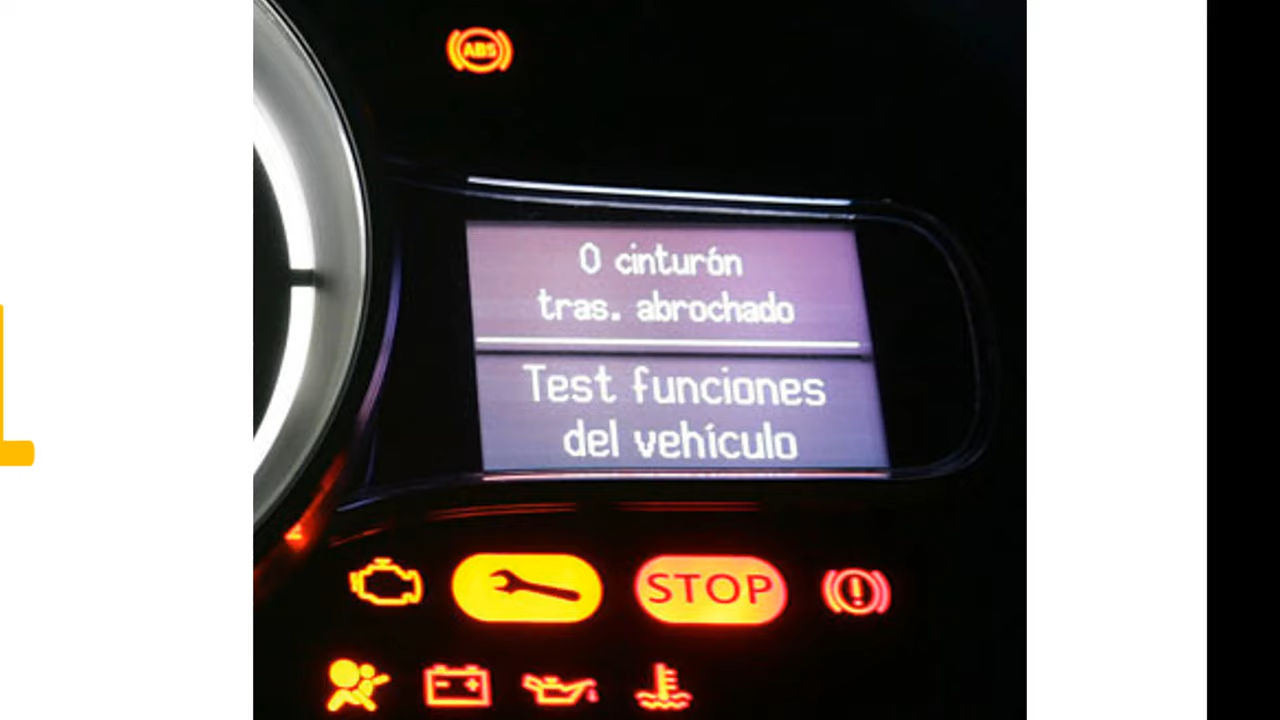 ABS
0 cinturón
tras. abrochado
Test funciones
del vehículo
STOP